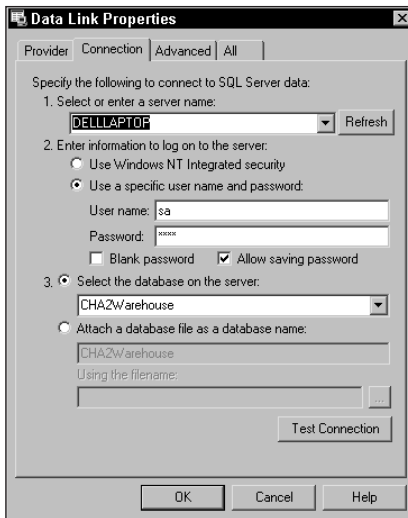 Data Link Properties
Provider Connection Advanced All
Specify the following to connect to SQL Server data:
1. Select or enter a server name:
DELLLAPTOP Refresh
2. Enter information to log on to the server:
Use Windows NT Integrated security
Use a specific user name and password:
User name: sa
Password: ****
Blank password Allow saving password
3. Select the database on the server:
CHA2Warehouse
Attach a database file as a database name:
CHA2Warehouse
Using the filename:
...
Test Connection
OK Cancel Help